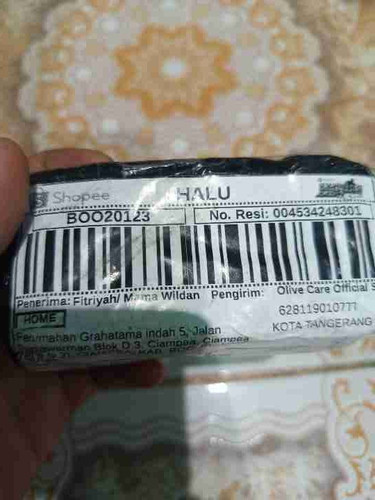 Shopee HALU
BOO20123 No. Resi: 004534248301
Penerima: Fitriyah/ Mama Wildan Pengirim: Olive Care Official S
HOME 628119010777
Perumahan Grahatama indah 5, Jalan KOTA TANGERANG
Blok D.3, Ciampea, Ciampea